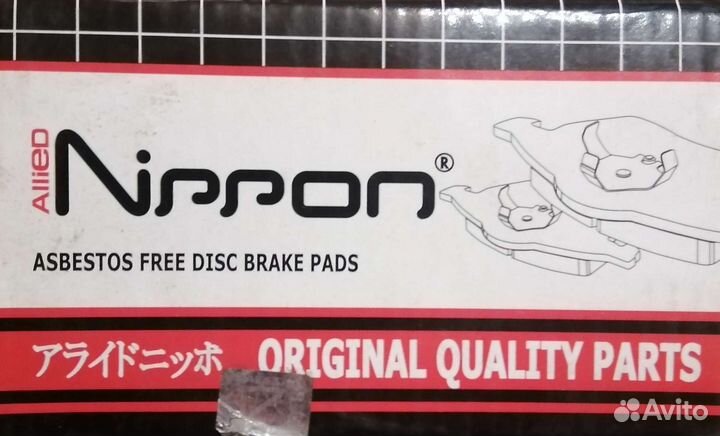 Allied
Nippon®
ASBESTOS FREE DISC BRAKE PADS
アライドニッポ ORIGINAL QUALITY PARTS
Avito